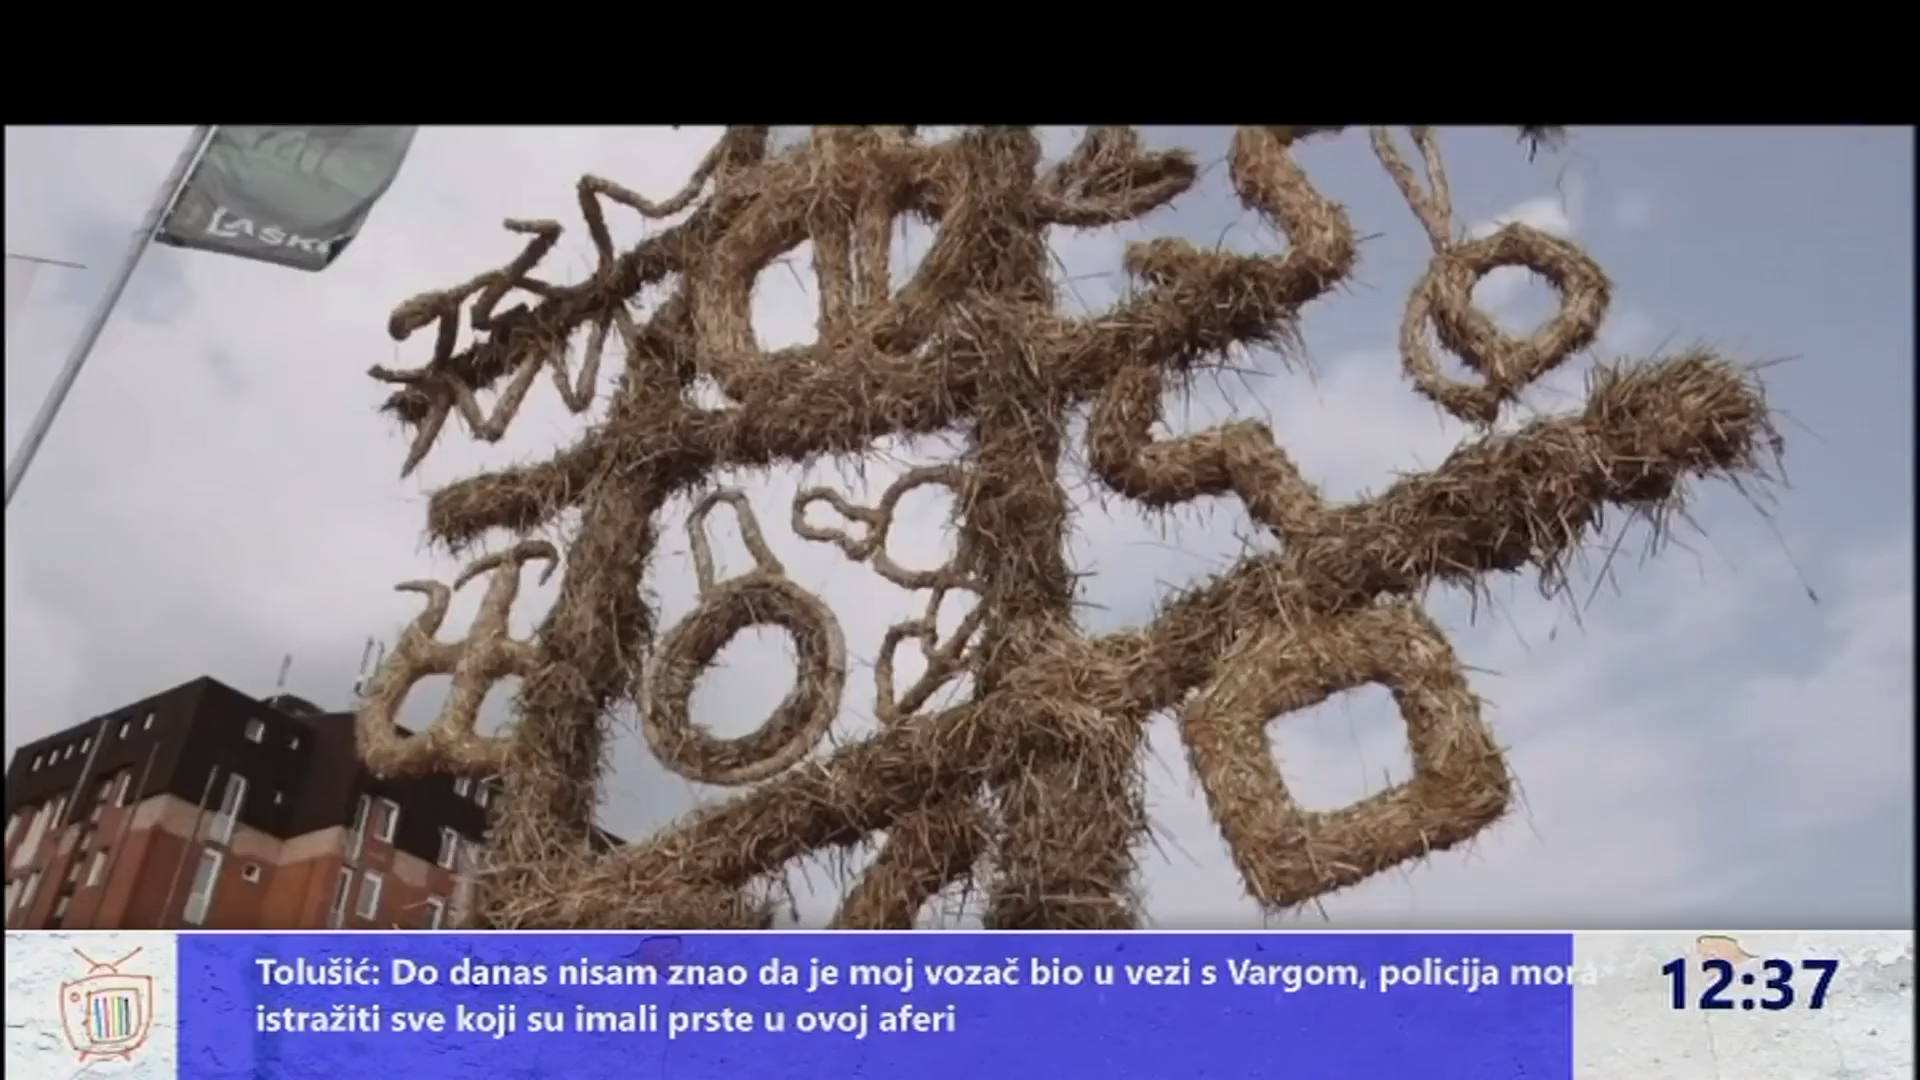 LAŠK
Tolušić: Do danas nisam znao da je moj vozač bio u vezi s Vargom, policija mora
istražiti sve koji su imali prste u ovoj aferi
12:37